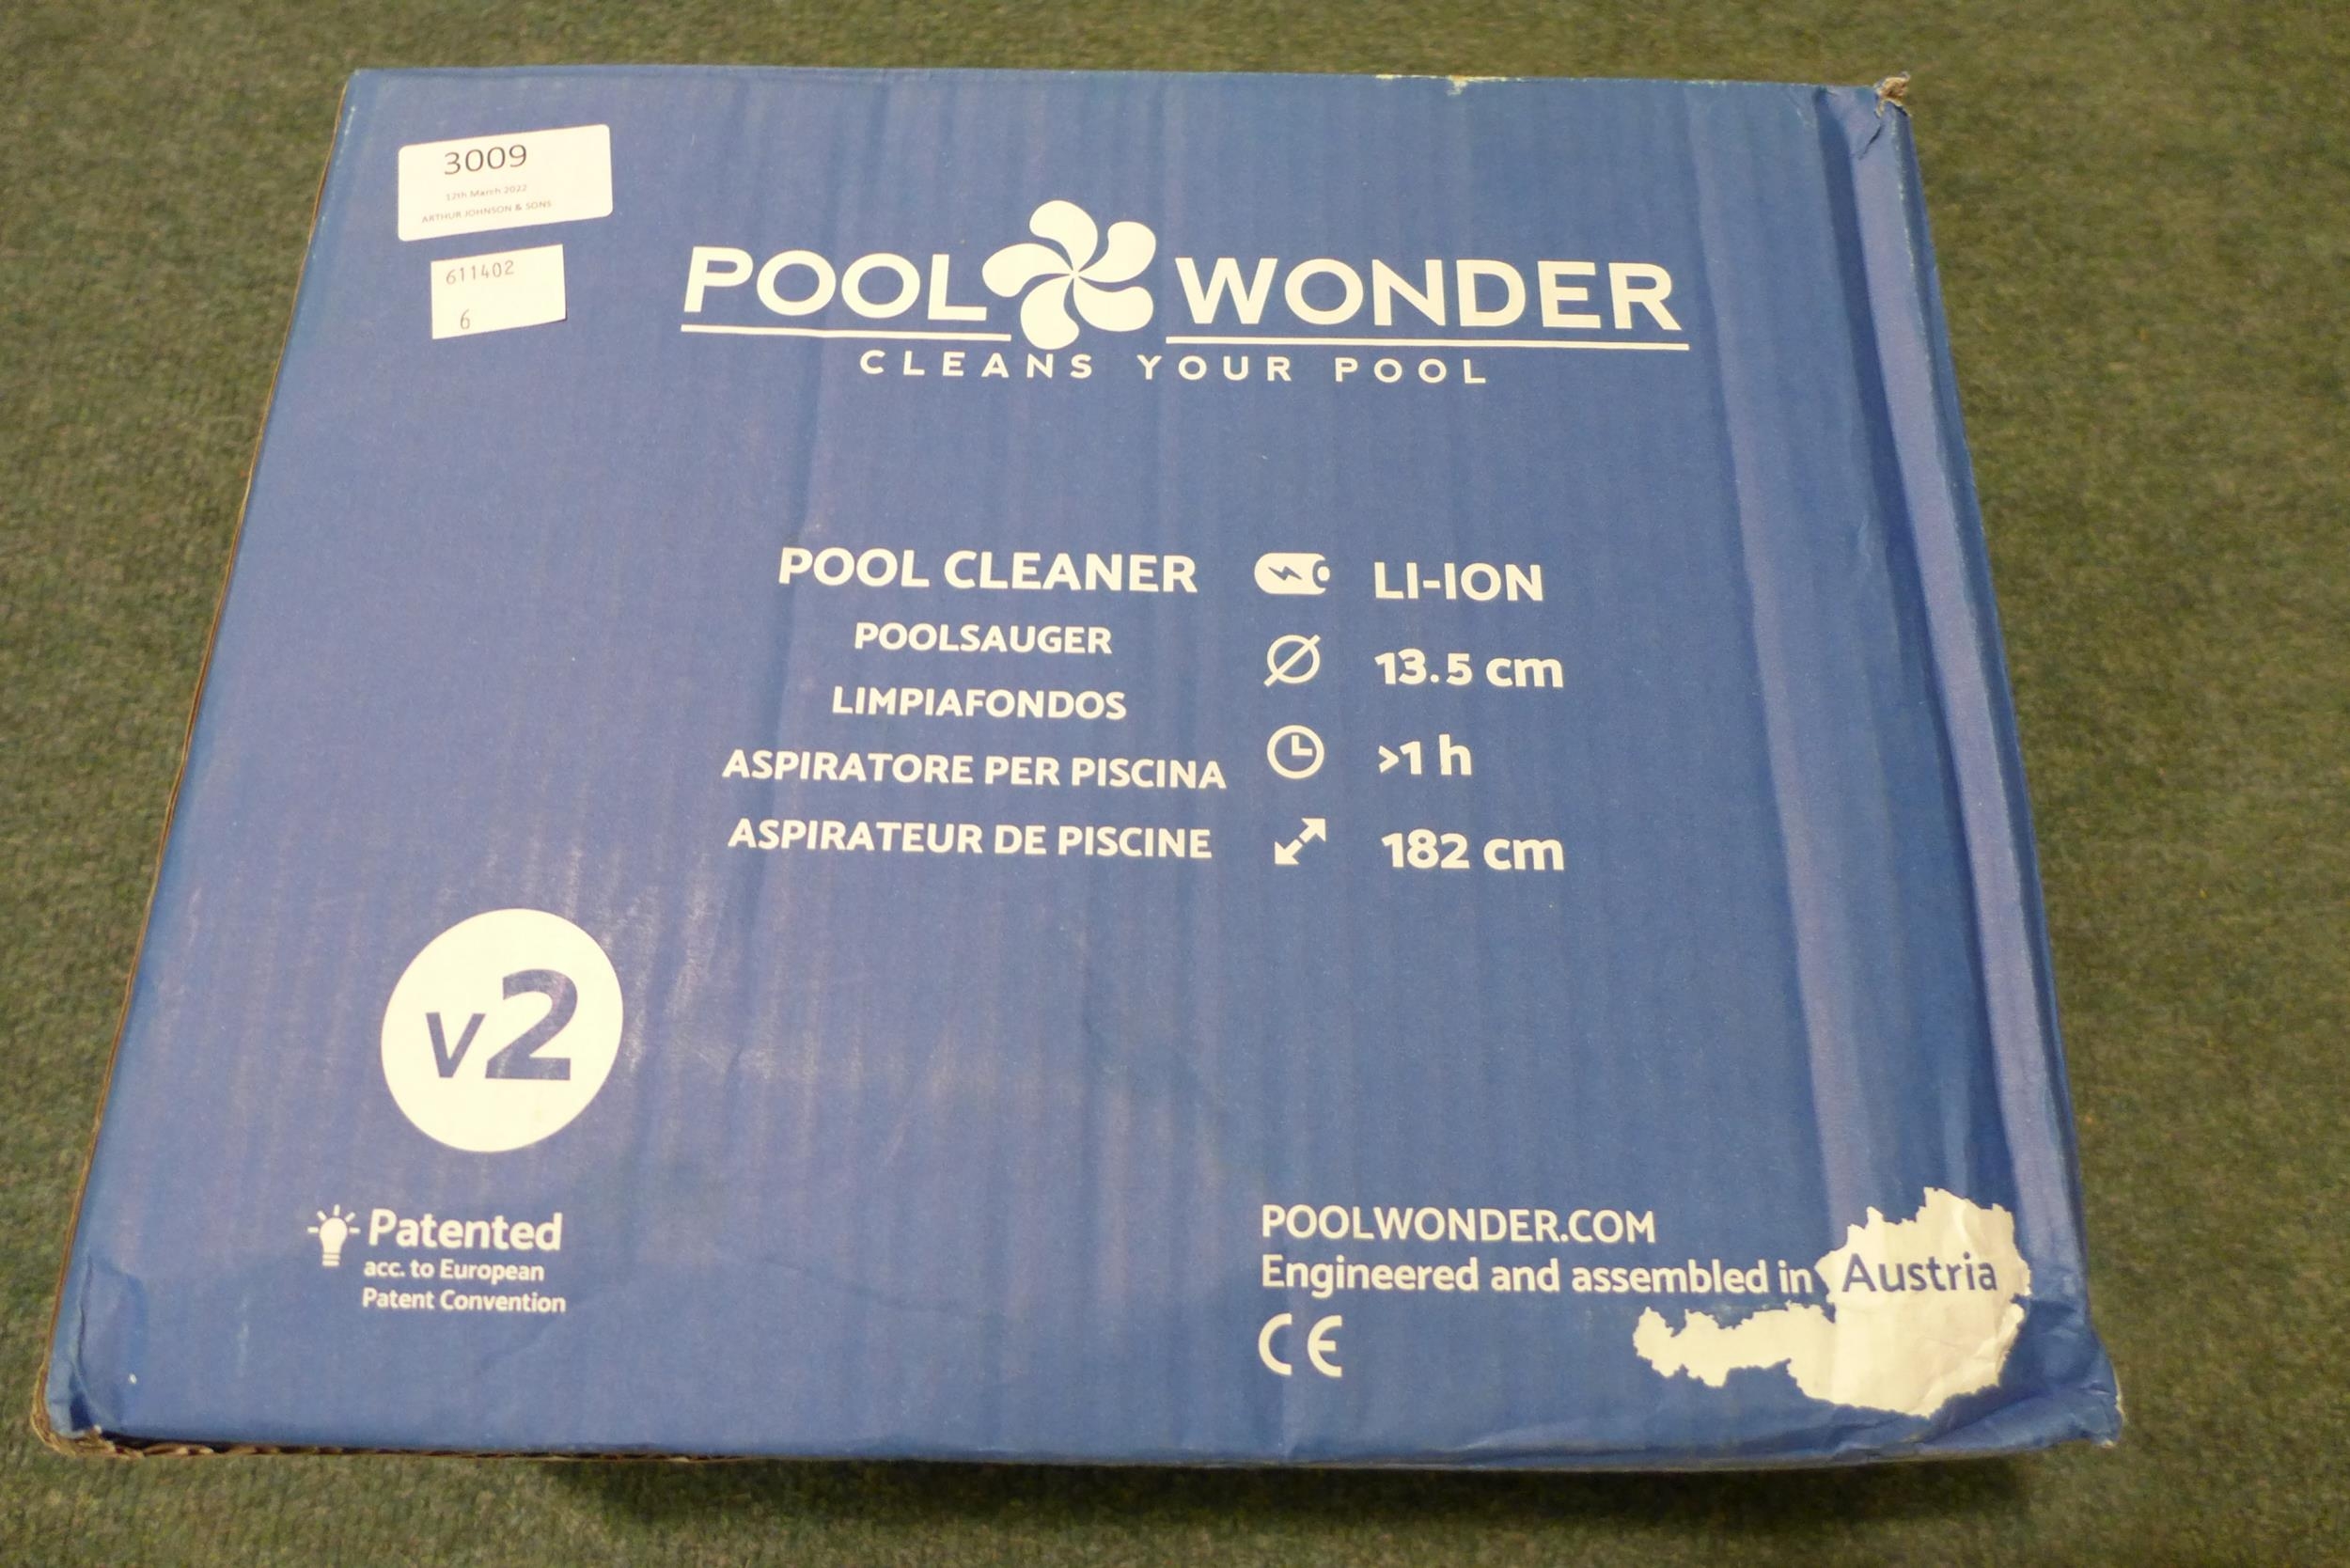 3009
12th March 2022
ARTHUR JOHNSON & SONS
611402
6
POOL WONDER
CLEANS YOUR POOL
POOL CLEANER
POOLSAUGER
LIMPIAFONDOS
ASPIRATORE PER PISCINA
ASPIRATEUR DE PISCINE
LI-ION
13.5 cm
>1 h
182 cm
v2
Patented
acc. to European
Patent Convention
POOLWONDER.COM
Engineered and assembled in Austria
CE